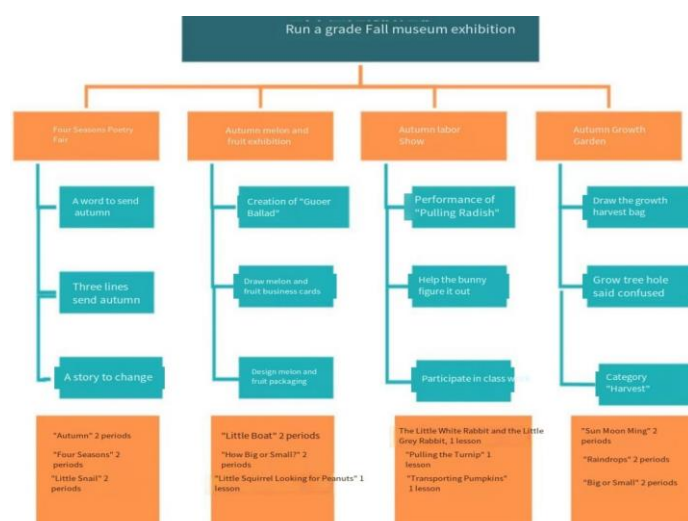 Run a grade Fall museum exhibition
Four Seasons Poetry
Fair
Autumn melon and
fruit exhibition
Autumn labor
Show
Autumn Growth
Garden
A word to send
autumn
Creation of "Guoer
Ballad"
Performance of
"Pulling Radish"
Draw the growth
harvest bag
Three lines
send autumn
Draw melon and
fruit business cards
Help the bunny
figure it out
Grow tree hole
said confused
A story to change
Design melon and
fruit packaging
Participate in class
Category
"Harvest"
"Autumn" 2 periods
"Four Seasons" 2
periods
"Little Snail" 2
periods
"Little Boat" 2 periods
"How Big or Small?" 2
periods
"Little Squirrel Looking for Peanuts" 1
lesson
The Little White Rabbit and the Little
Grey Rabbit, 1 lesson
"Pulling the Turnip" 1
lesson
"Transporting Pumpkins"
1 lesson
"Sun Moon Ming" 2
periods
"Raindrops" 2 periods
"Big or Small" 2 periods